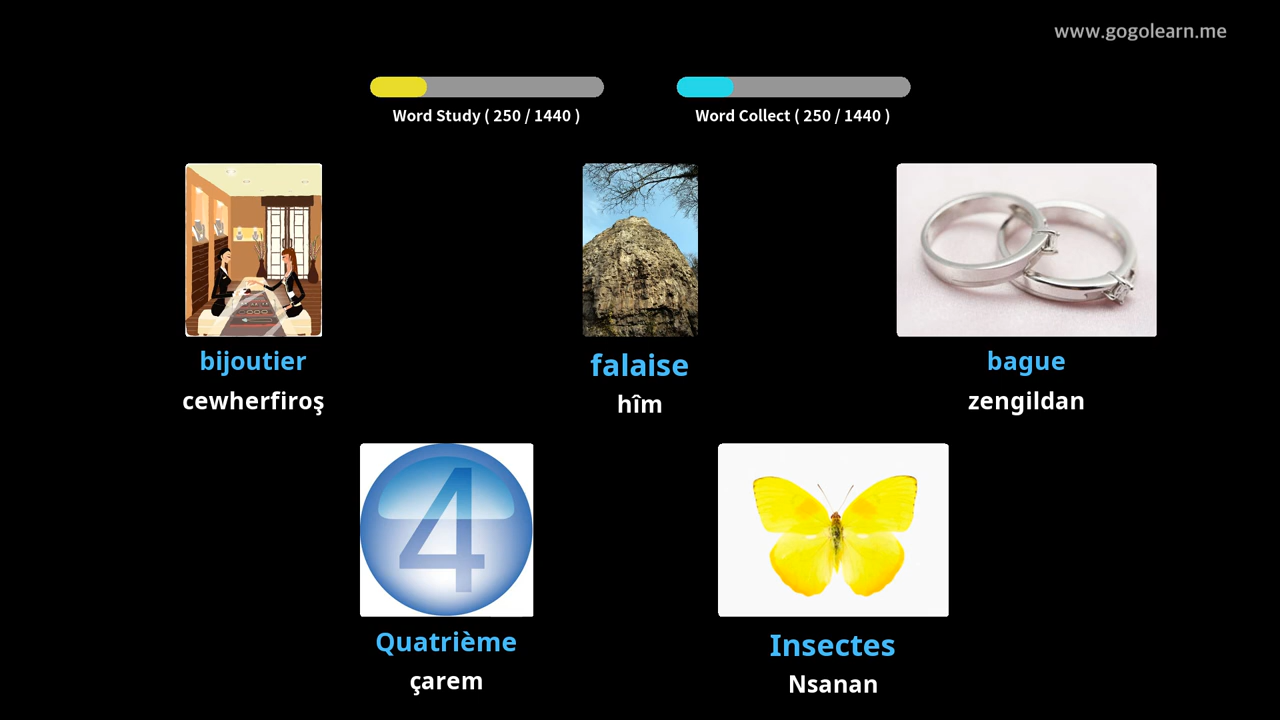 www.gogolearn.me
Word Study ( 250 / 1440 )
Word Collect ( 250 / 1440 )
bijoutier
cewherfiroş
falaise
hîm
bague
zengildan
4
Quatrième
çarem
Insectes
Nsanan